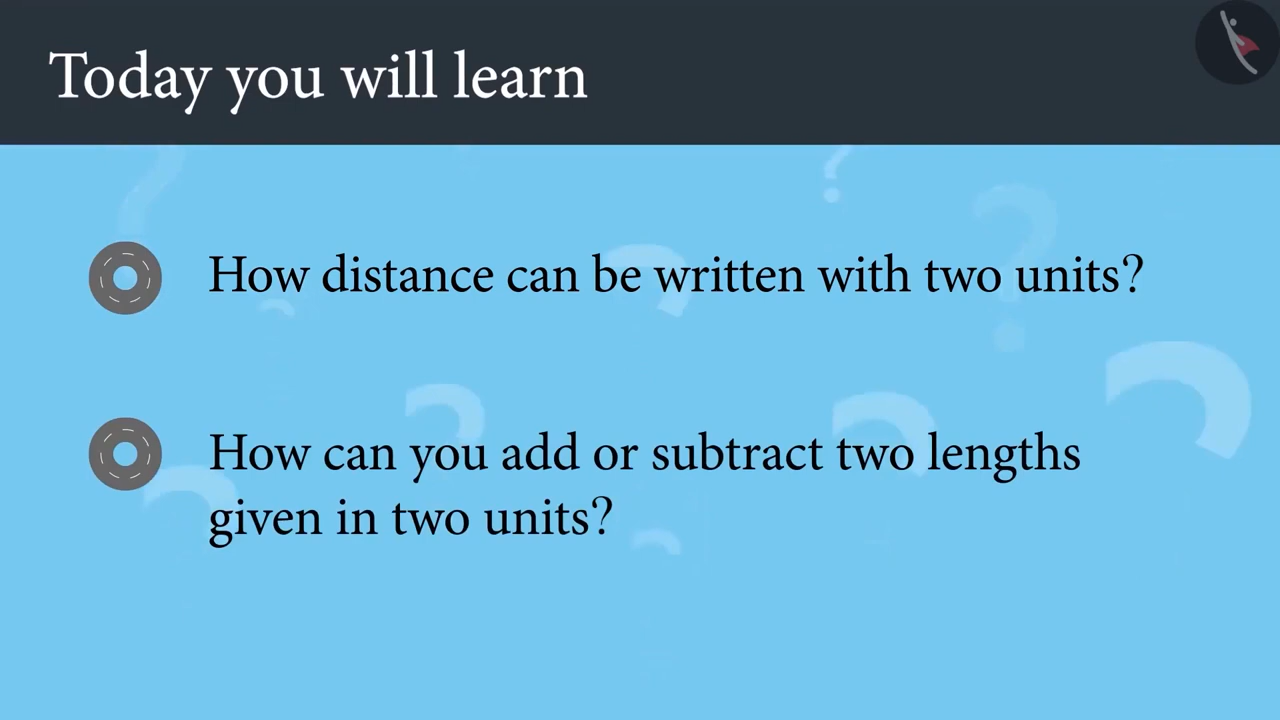 Today you will learn
How distance can be written with two units?
How can you add or subtract two lengths
given in two units?